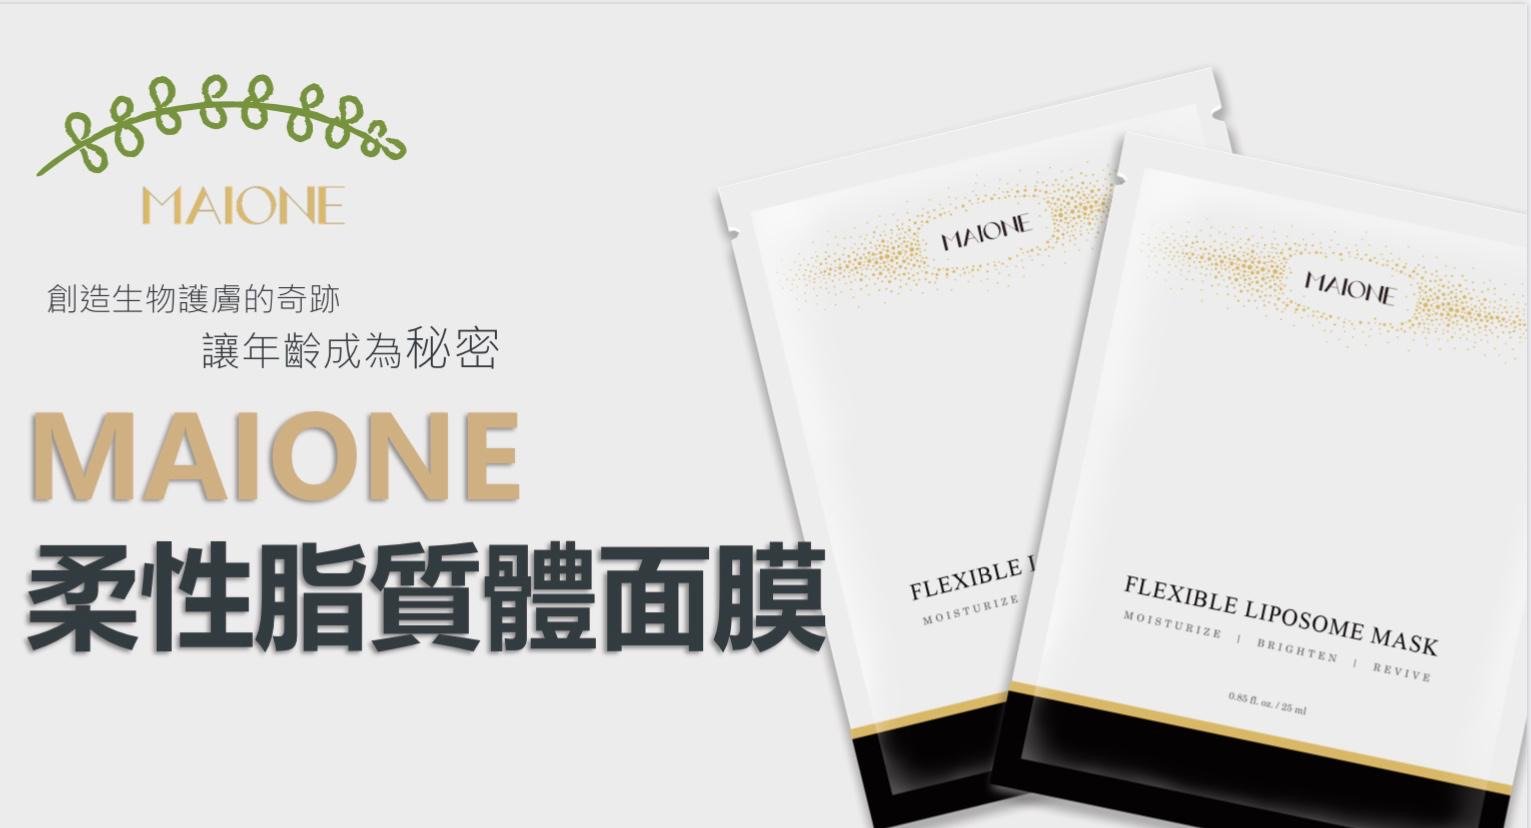 MAIONE
創造生物護膚的奇跡
讓年齡成為秘密
MAIONE
柔性脂質體面膜
MAIONE
FLEXIBLE
MOISTURIZE
MAIONE
FLEXIBLE LIPOSOME MASK
MOISTURIZE | BRIGHTEN | REVIVE
0.85 fl. oz. / 25 ml